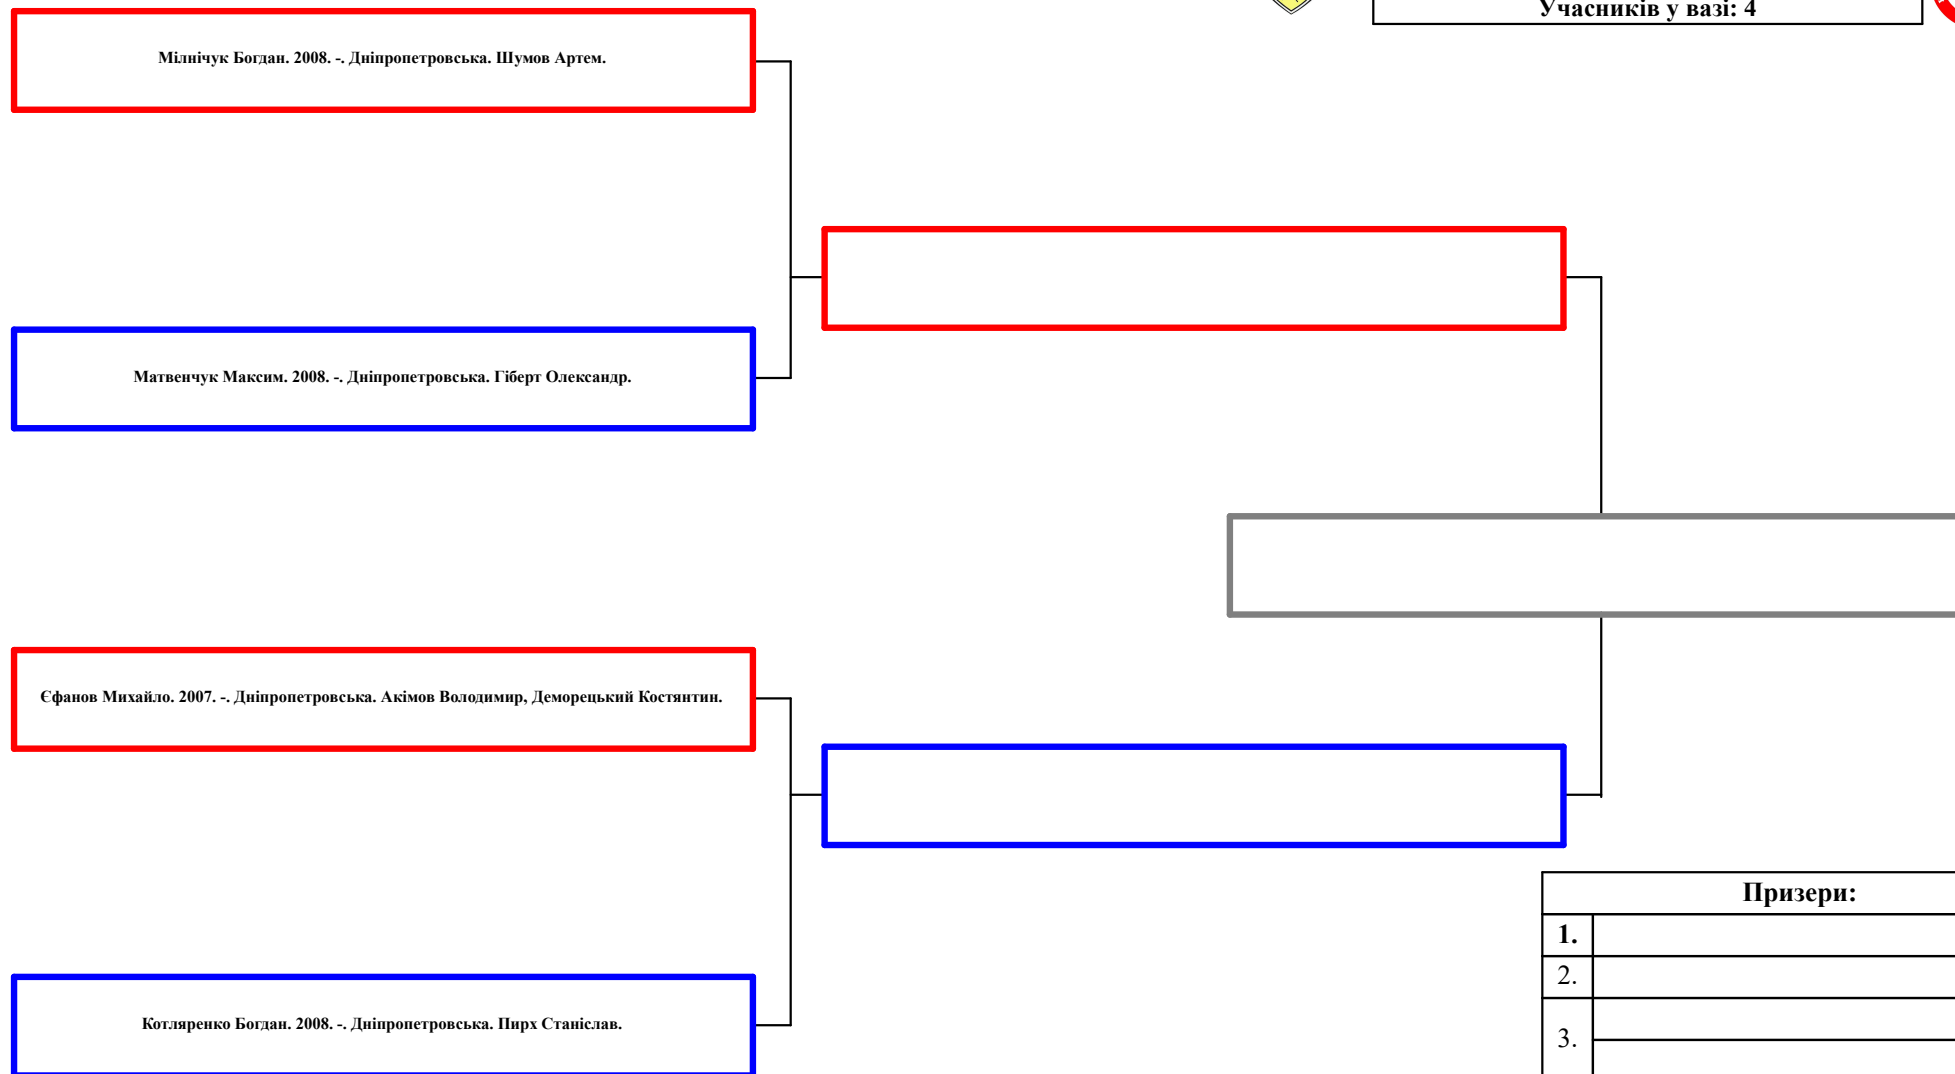 Учасників у вазі: 4
Мілнічук Богдан. 2008. -. Дніпропетровська. Шумов Артем.
Матвенчук Максим. 2008. -. Дніпропетровська. Гіберт Олександр.
Єфанов Михайло. 2007. -. Дніпропетровська. Акімов Володимир, Деморецький Костянтин.
Котляренко Богдан. 2008. -. Дніпропетровська. Пирх Станіслав.
Призери:
1.
2.
3.